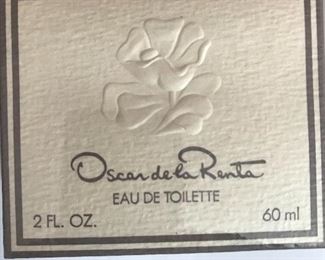 Oscar de la Renta
EAU DE TOILETTE
2 FL. OZ. 60 ml